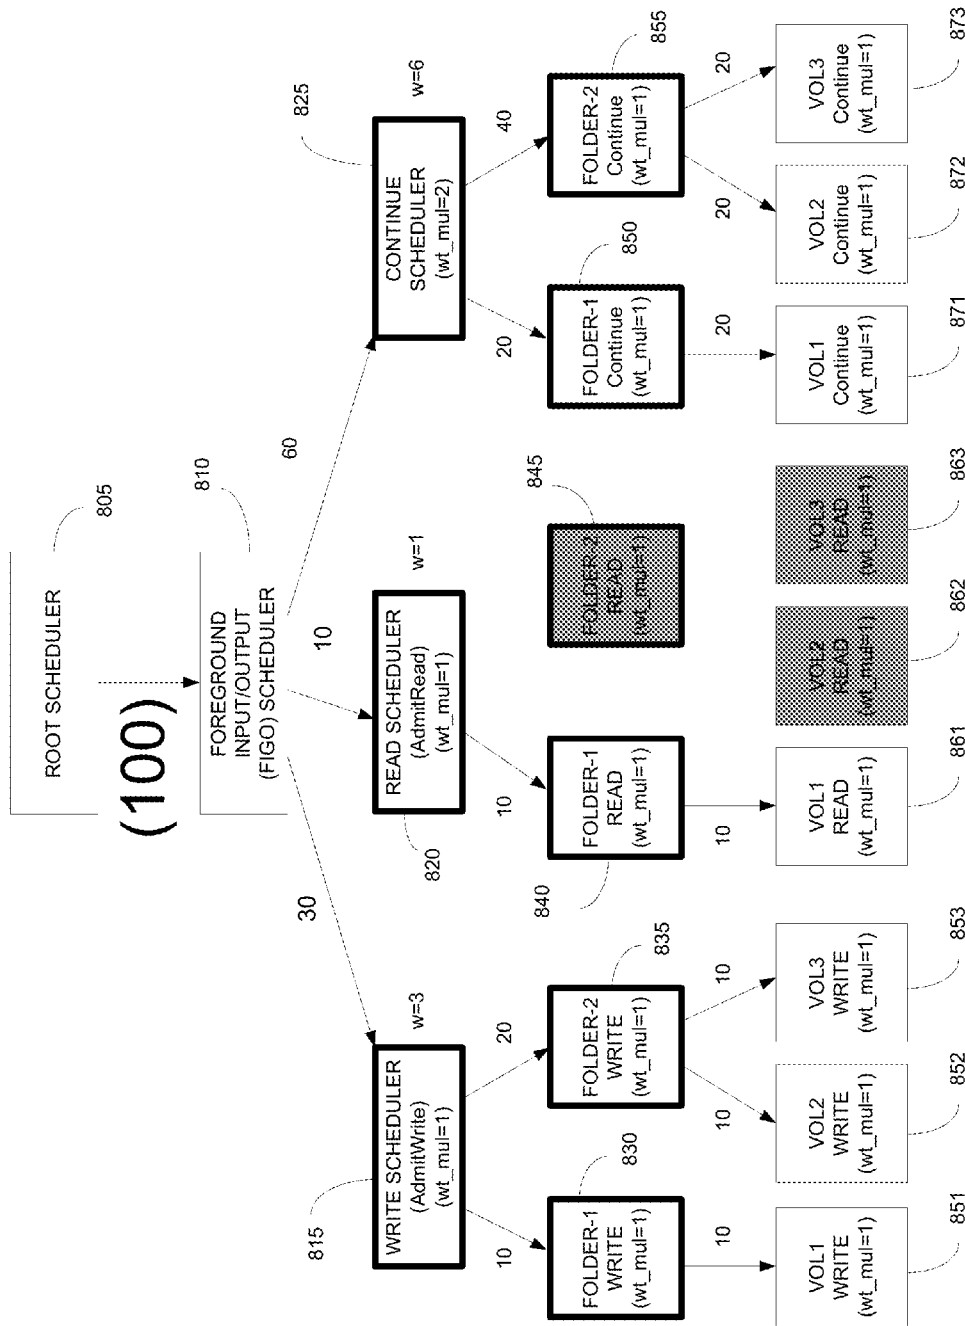 ROOT SCHEDULER
805
(100)
FOREGROUND
INPUT/OUTPUT
(FIGO) SCHEDULER
810
30
10
60
WRITE SCHEDULER
(AdmitWrite)
(wt_mul=1)
815
w=3
READ SCHEDULER
(AdmitRead)
(wt_mul=1)
820
w=1
CONTINUE
SCHEDULER
(wt_mul=2)
825
w=6
10
20
10
20
40
FOLDER-1
WRITE
(wt_mul=1)
830
FOLDER-2
WRITE
(wt_mul=1)
835
FOLDER-1
READ
(wt_mul=1)
840
FOLDER-2
READ
(wt_mul=1)
845
FOLDER-1
Continue
(wt_mul=1)
850
FOLDER-2
Continue
(wt_mul=1)
855
10
10
10
10
20
20
20
VOL1
WRITE
(wt_mul=1)
851
VOL2
WRITE
(wt_mul=1)
852
VOL3
WRITE
(wt_mul=1)
853
VOL1
READ
(wt_mul=1)
861
VOL2
READ
(wt_mul=1)
862
VOL3
READ
(wt_mul=1)
863
VOL1
Continue
(wt_mul=1)
871
VOL2
Continue
(wt_mul=1)
872
VOL3
Continue
(wt_mul=1)
873